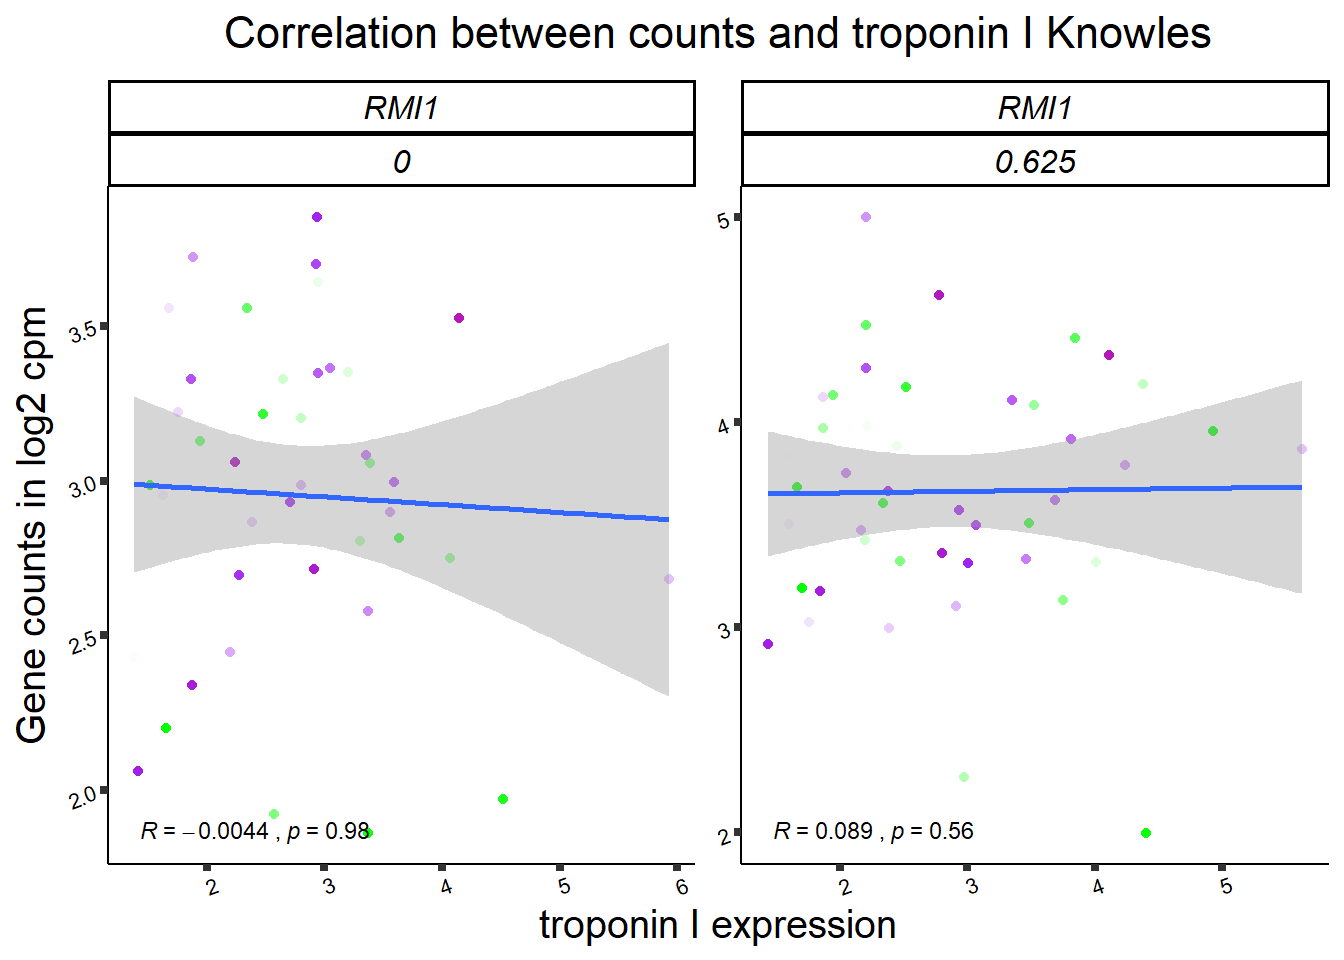 Correlation between counts and troponin I Knowles
RMI1
RMI1
0
0.625
Gene counts in log2 cpm
3.5
3.0
2.5
2.0
R = −0.0044 , p = 0.98
2
3
4
5
6
5
4
3
2
R = 0.089 , p = 0.56
2
3
4
5
troponin I expression